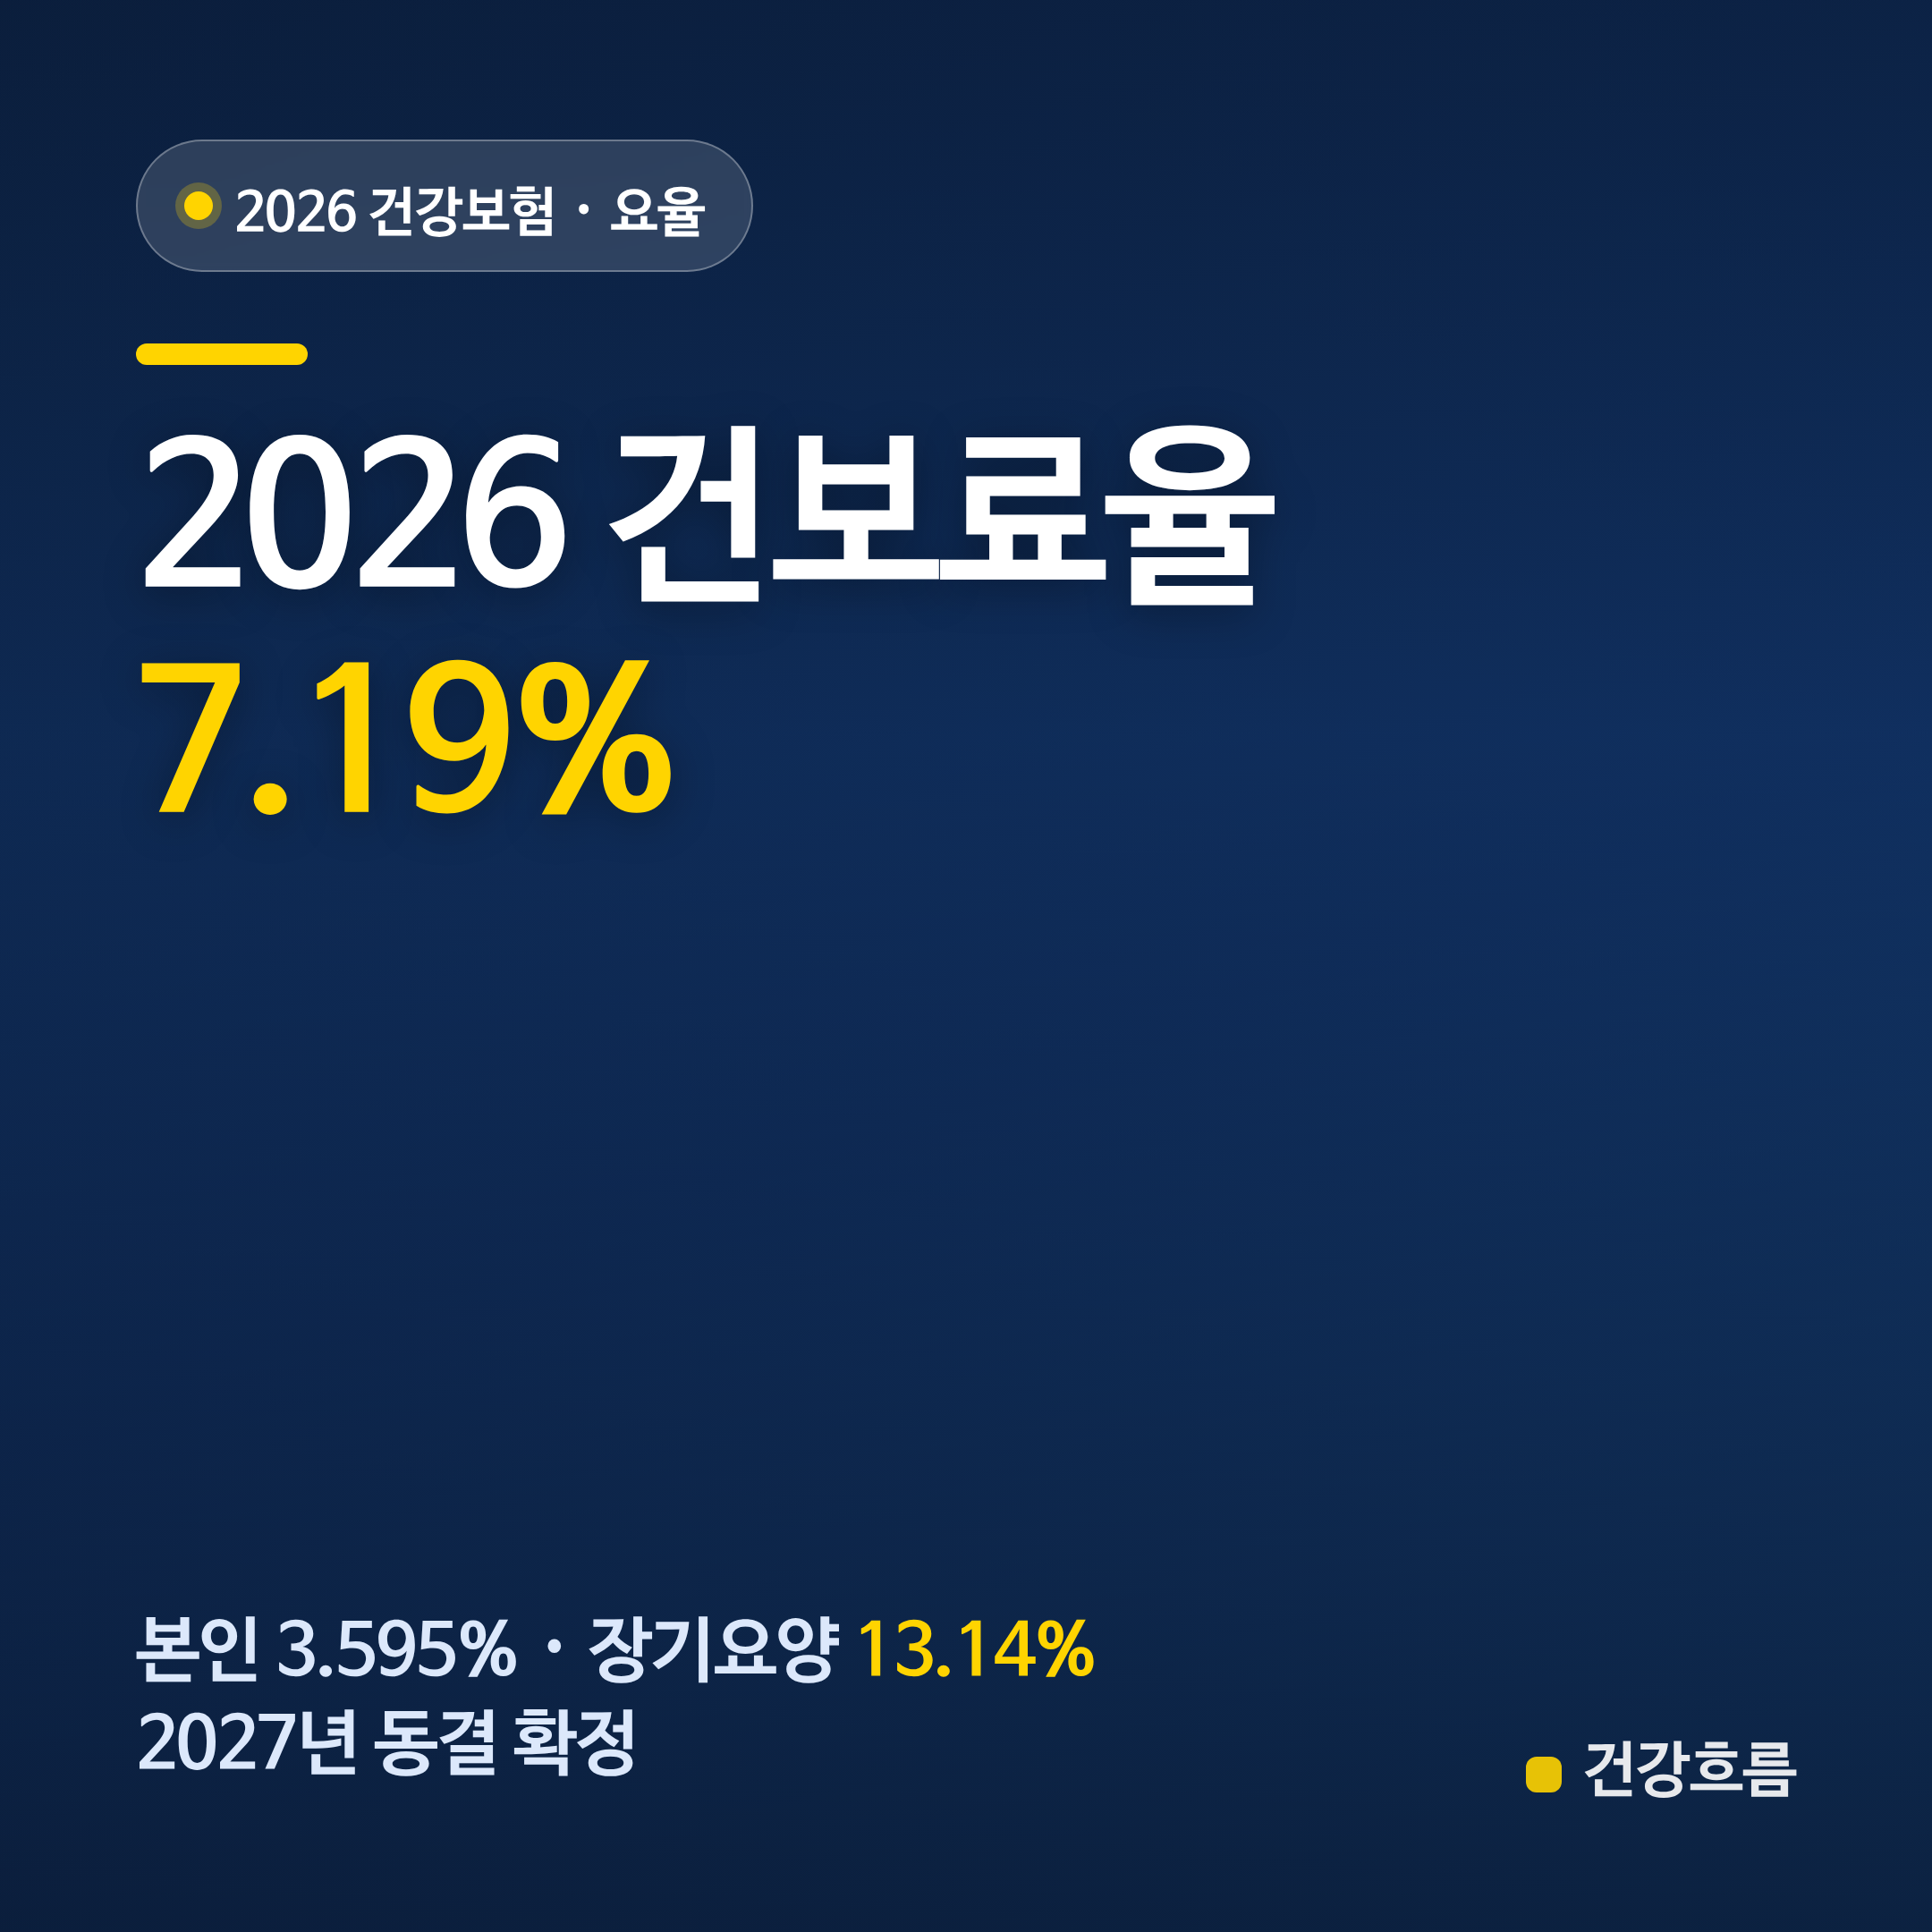 2026 건강보험 · 요율
2026 건보료율
7.19%
본인 3.595% · 장기요양 13.14%
2027년 동결 확정
건강흐름